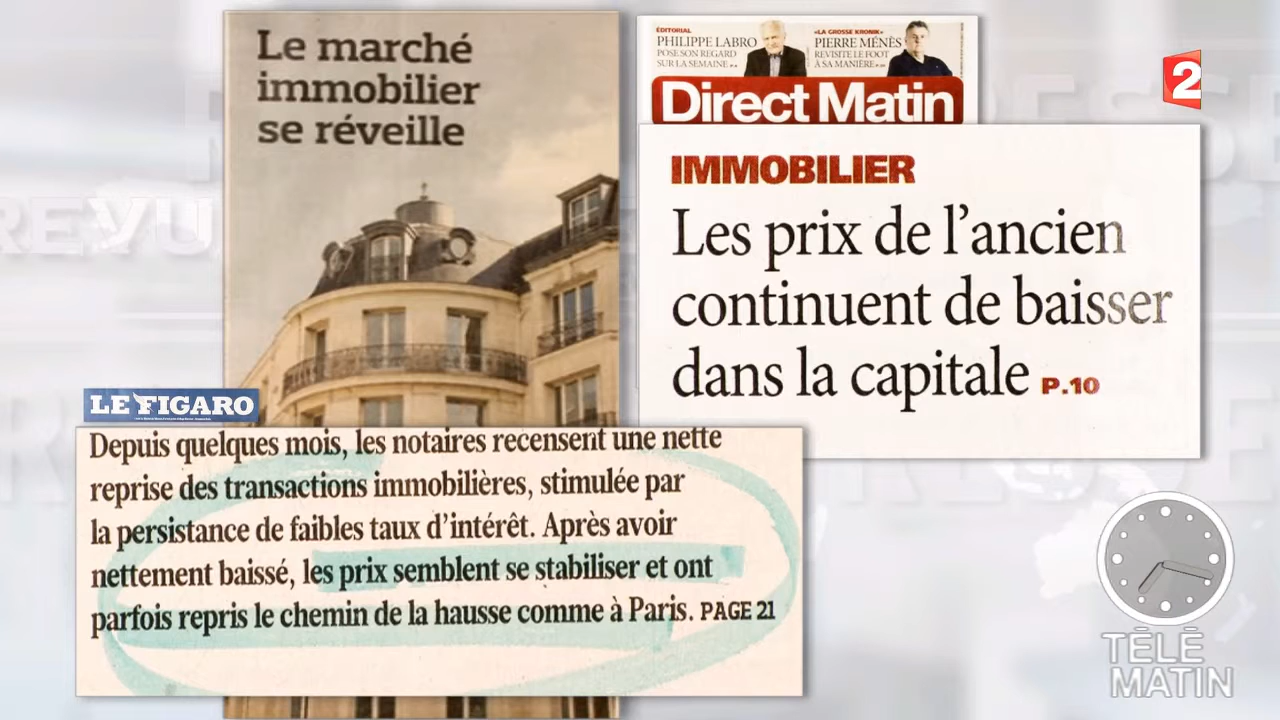 Le marché
immobilier
se réveille
ÉDITORIAL
PHILIPPE LABRO
POSE SON REGARD
SUR LA SEMAINE
«LA GROSSE KRONIK»
PIERRE MÉNÈS
REVISITE LE FOOT
À SA MANIÈRE
Direct Matin
2
IMMOBILIER
Les prix de l'ancien
continuent de baisser
dans la capitale P.10
LE FIGARO
Depuis quelques mois, les notaires recensent une nette
reprise des transactions immobilières, stimulée par
la persistance de faibles taux d'intérêt. Après avoir
nettement baissé, les prix semblent se stabiliser et ont
parfois repris le chemin de la hausse comme à Paris. PAGE 21
TÉLÉ
MATIN